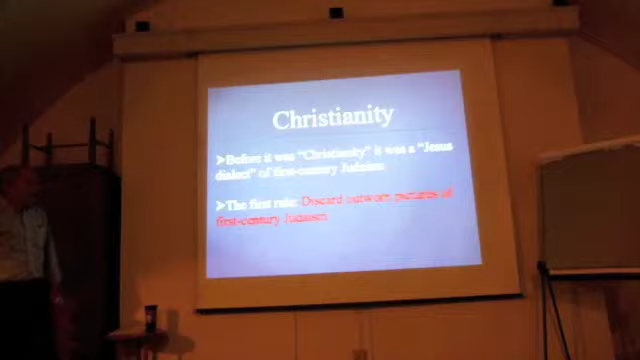 Christianity
➤Before it was "Christianity" it was a "Jesus
dialect" of first-century Judaism
➤The first rule: Discard outworn pictures of
first-century Judaism